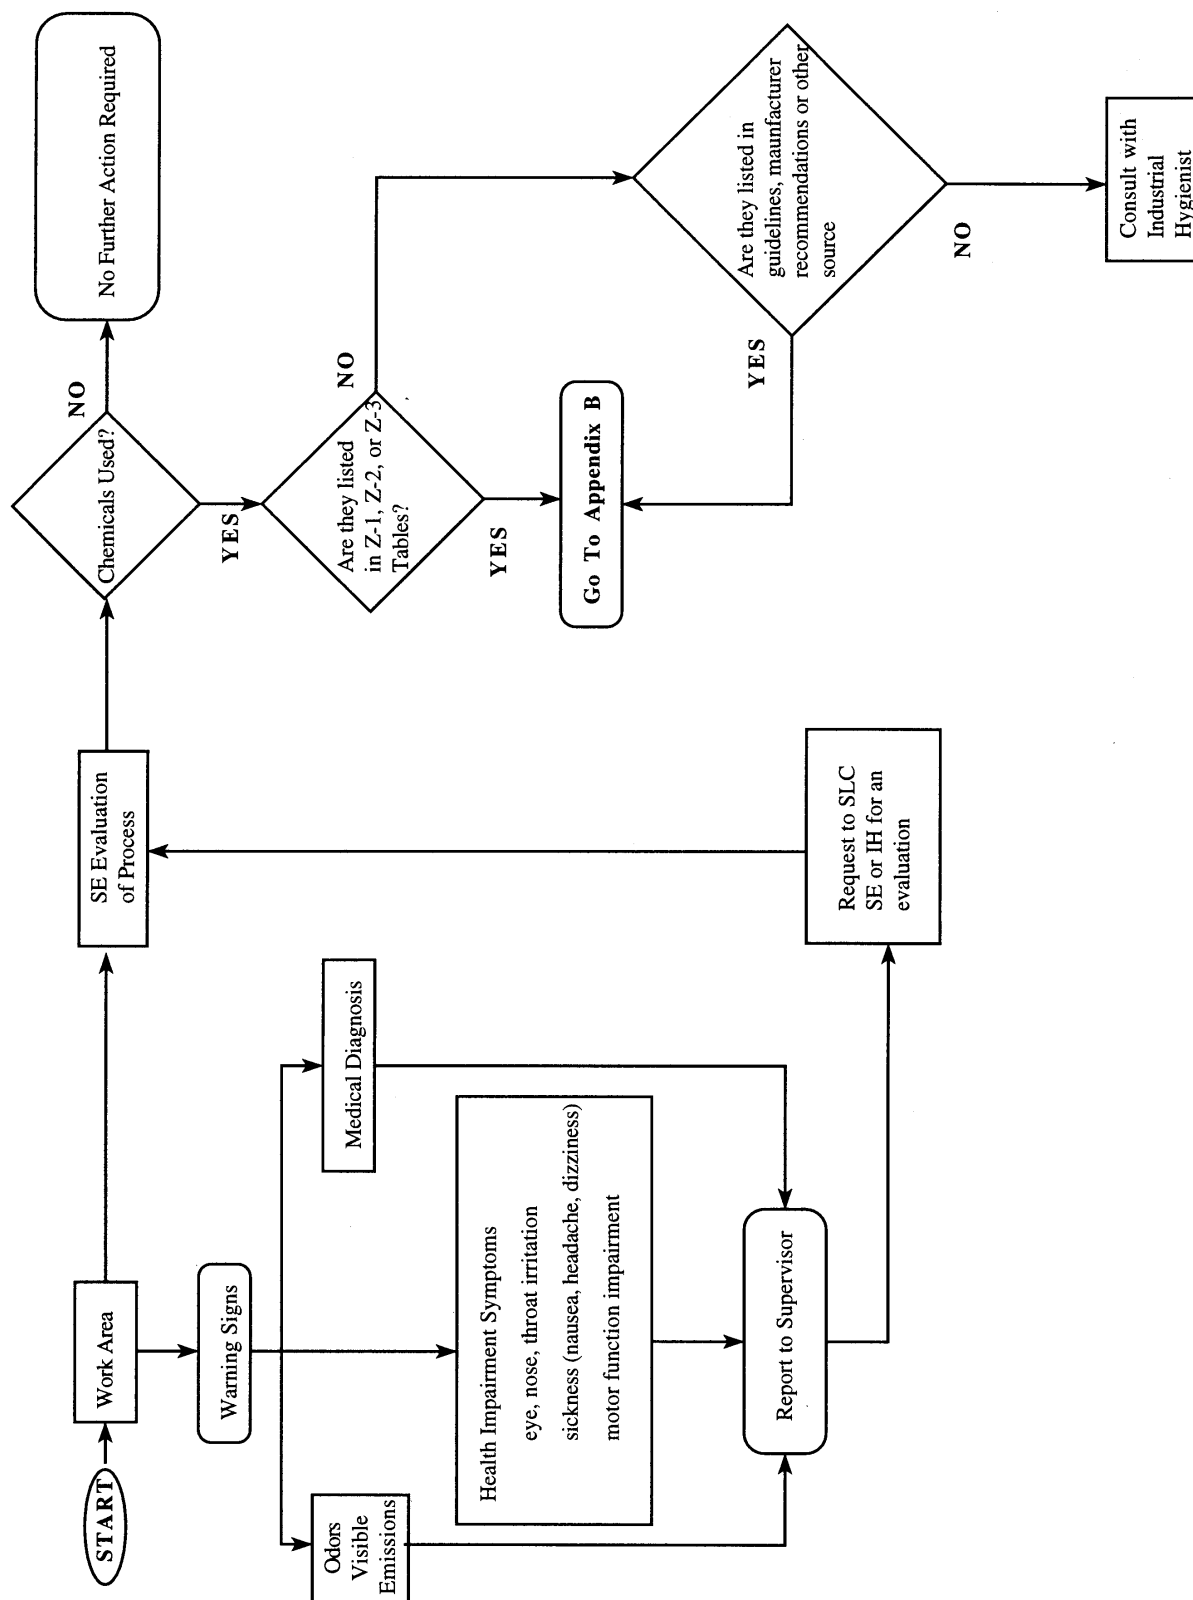 START
Work Area
SE Evaluation
of Process
Chemicals Used?
NO
No Further Action Required
YES
Warning Signs
Odors
Visible
Emissions
Medical Diagnosis
Health Impairment Symptoms
eye, nose, throat irritation
sickness (nausea, headache, dizziness)
motor function impairment
Report to Supervisor
Request to SLC
SE or IH for an
evaluation
Are they listed
in Z-1, Z-2, or Z-3
Tables?
NO
YES
Go To Appendix B
Are they listed in
guidelines, maunfacturer
recommendations or other
source
YES
NO
Consult with
Industrial
Hygienist